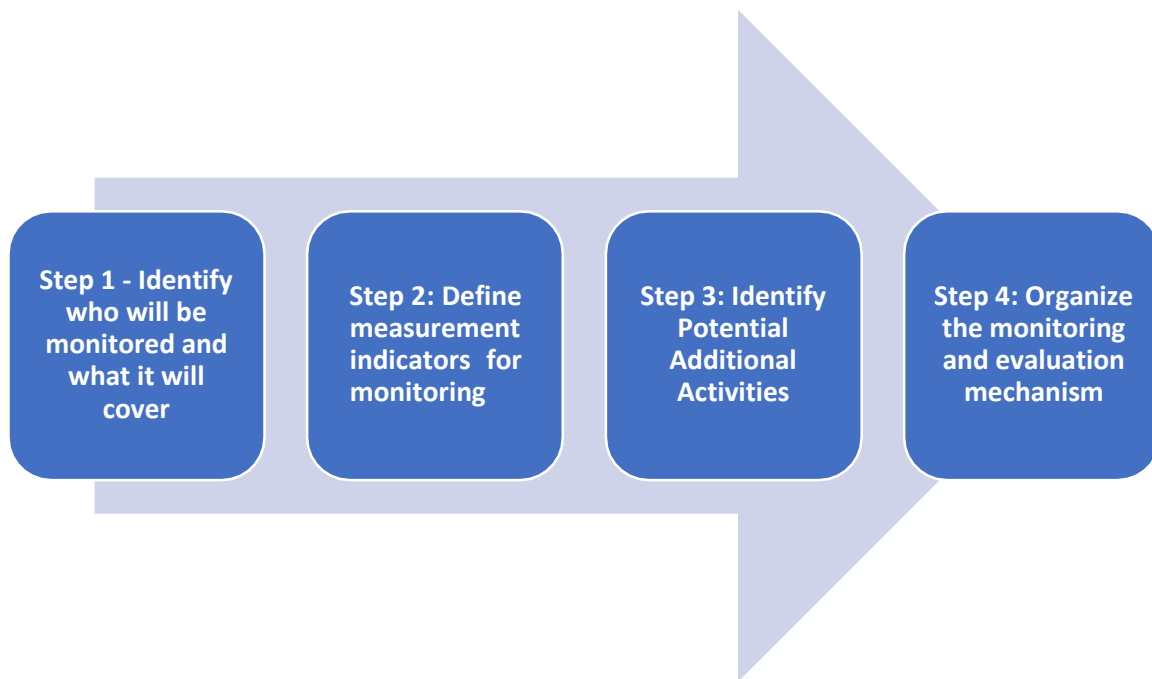 Step 1 - Identify
who will be
monitored and
what it will
cover
Step 2: Define
measurement
indicators for
monitoring
Step 3: Identify
Potential
Additional
Activities
Step 4: Organize
the monitoring
and evaluation
mechanism